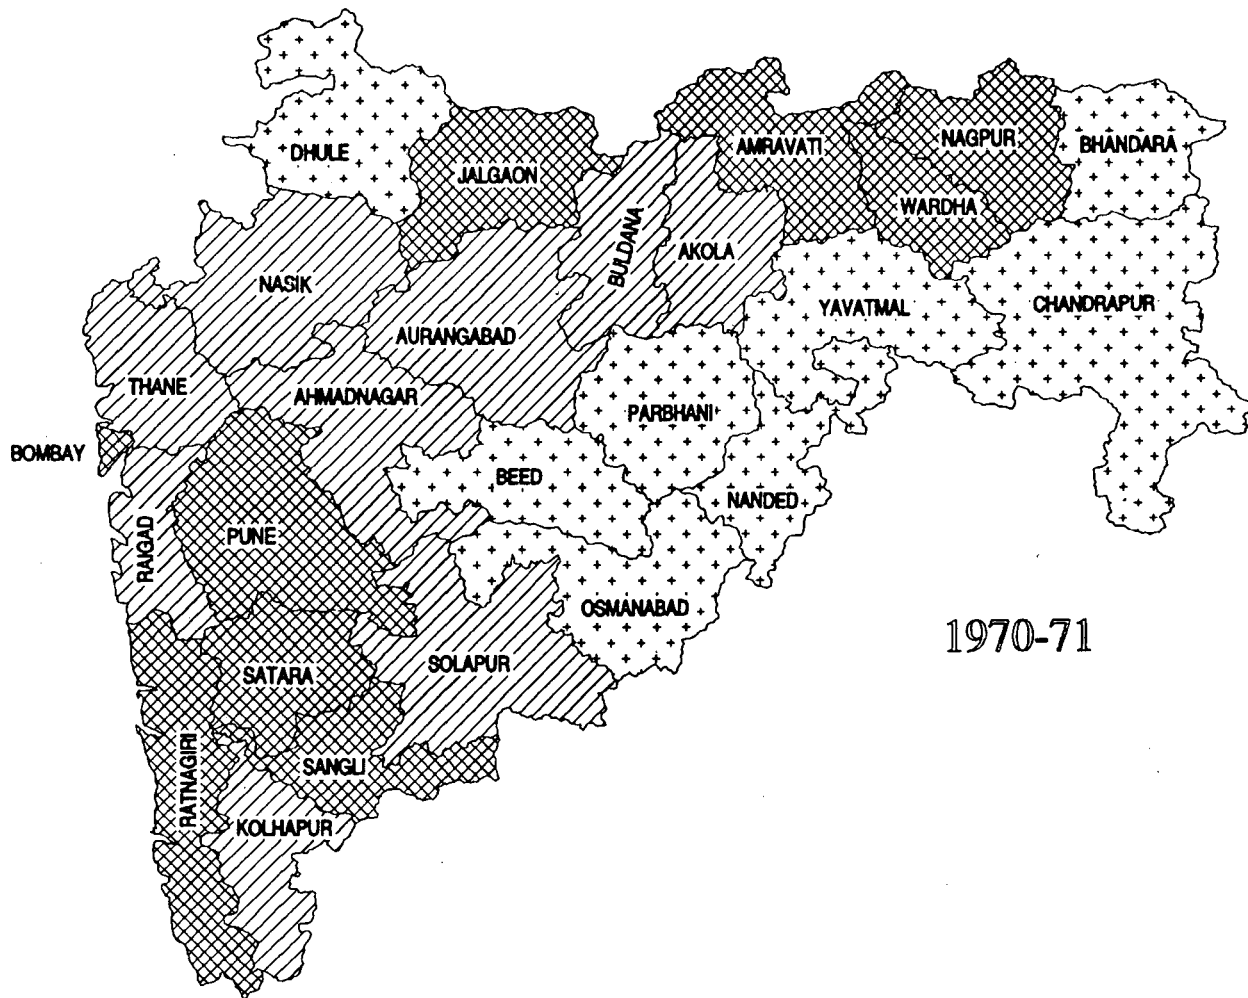 DHULE
JALGAON
AMRAVATI
NAGPUR
BHANDARA
WARDHA
BULDANA
AKOLA
NASIK
AURANGABAD
YAVATMAL
CHANDRAPUR
THANE
AHMADNAGAR
PARBHANI
BOMBAY
BEED
NANDED
RAIGAD
PUNE
OSMANABAD
1970-71
SATARA
SOLAPUR
RATNAGIRI
SANGLI
KOLHAPUR